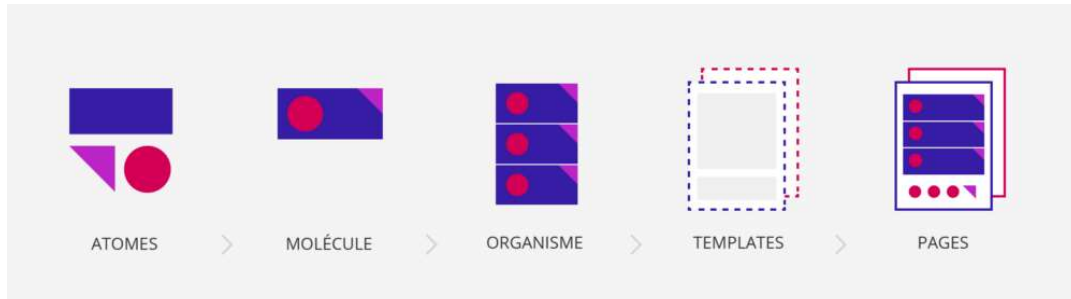 ATOMES
MOLÉCULE
ORGANISME
TEMPLATES
PAGES